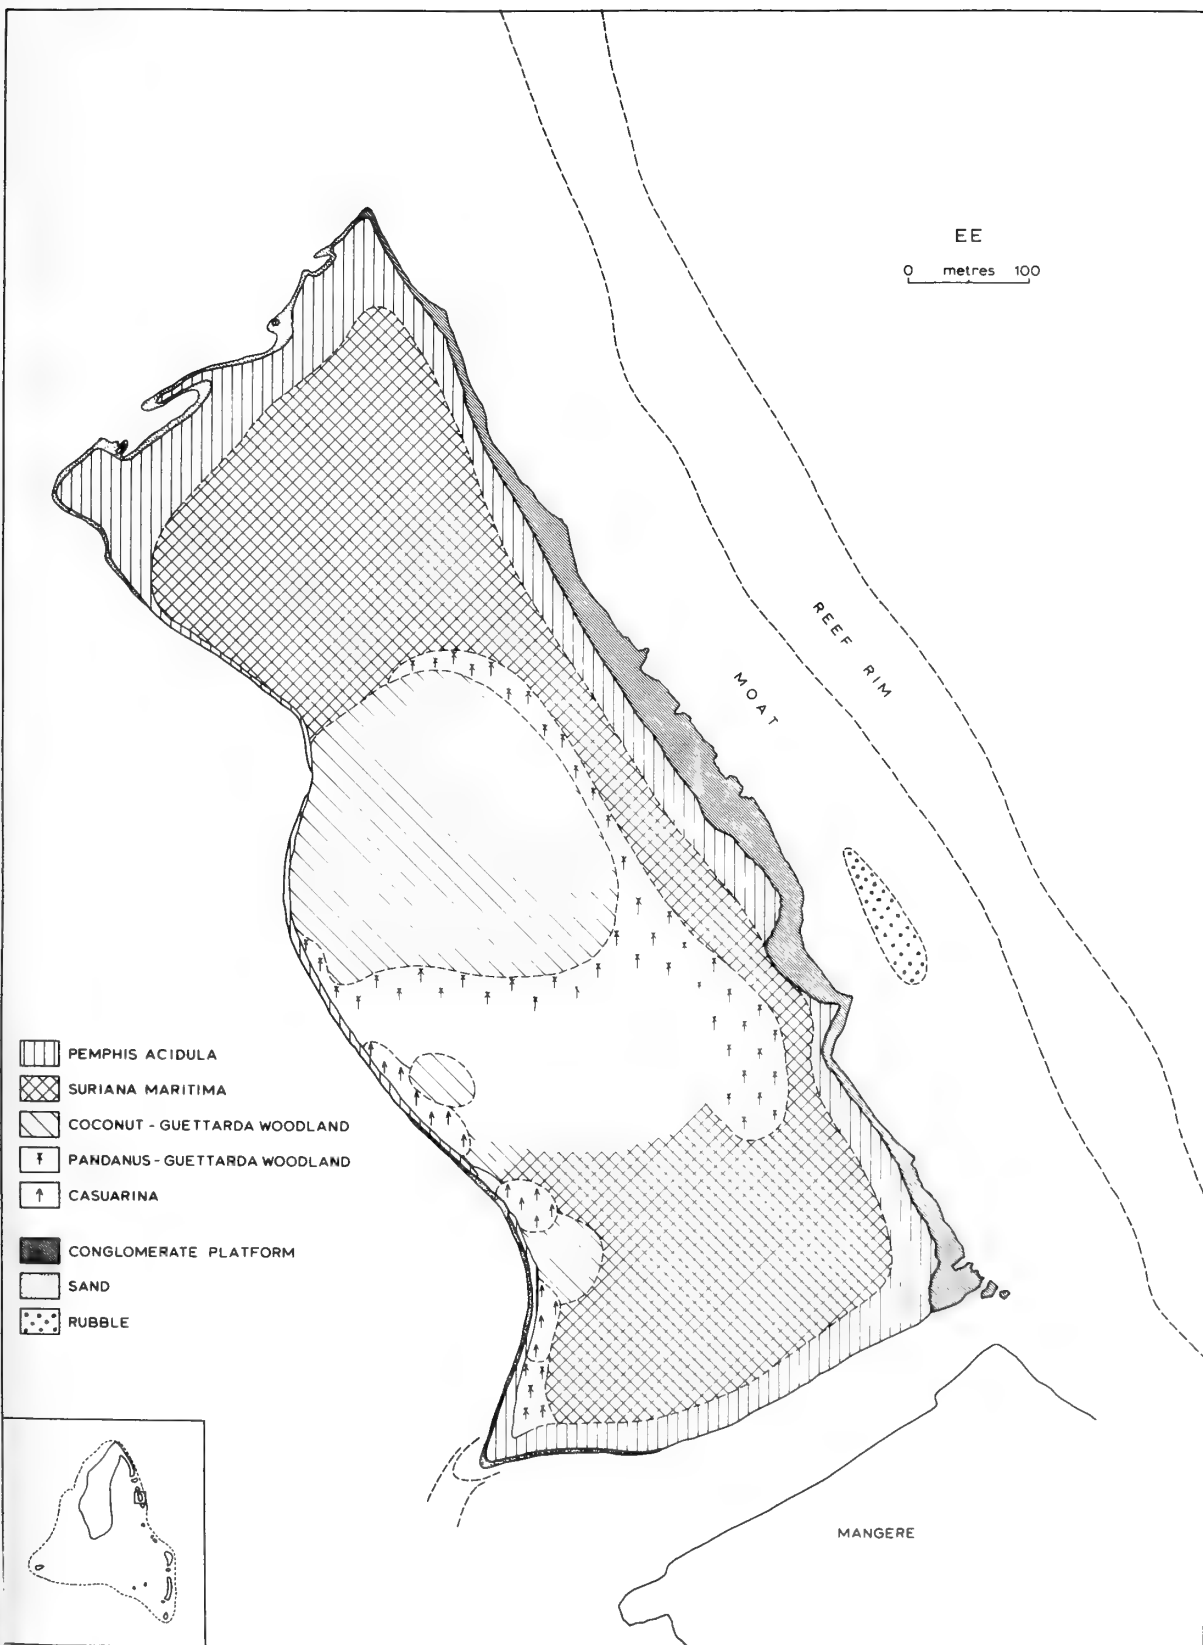 EE
0 metres 100
REEF RIM
MOAT
PEMPHIS ACIDULA
SURIANA MARITIMA
COCONUT - GUETTARDA WOODLAND
PANDANUS - GUETTARDA WOODLAND
CASUARINA
CONGLOMERATE PLATFORM
SAND
RUBBLE
MANGERE